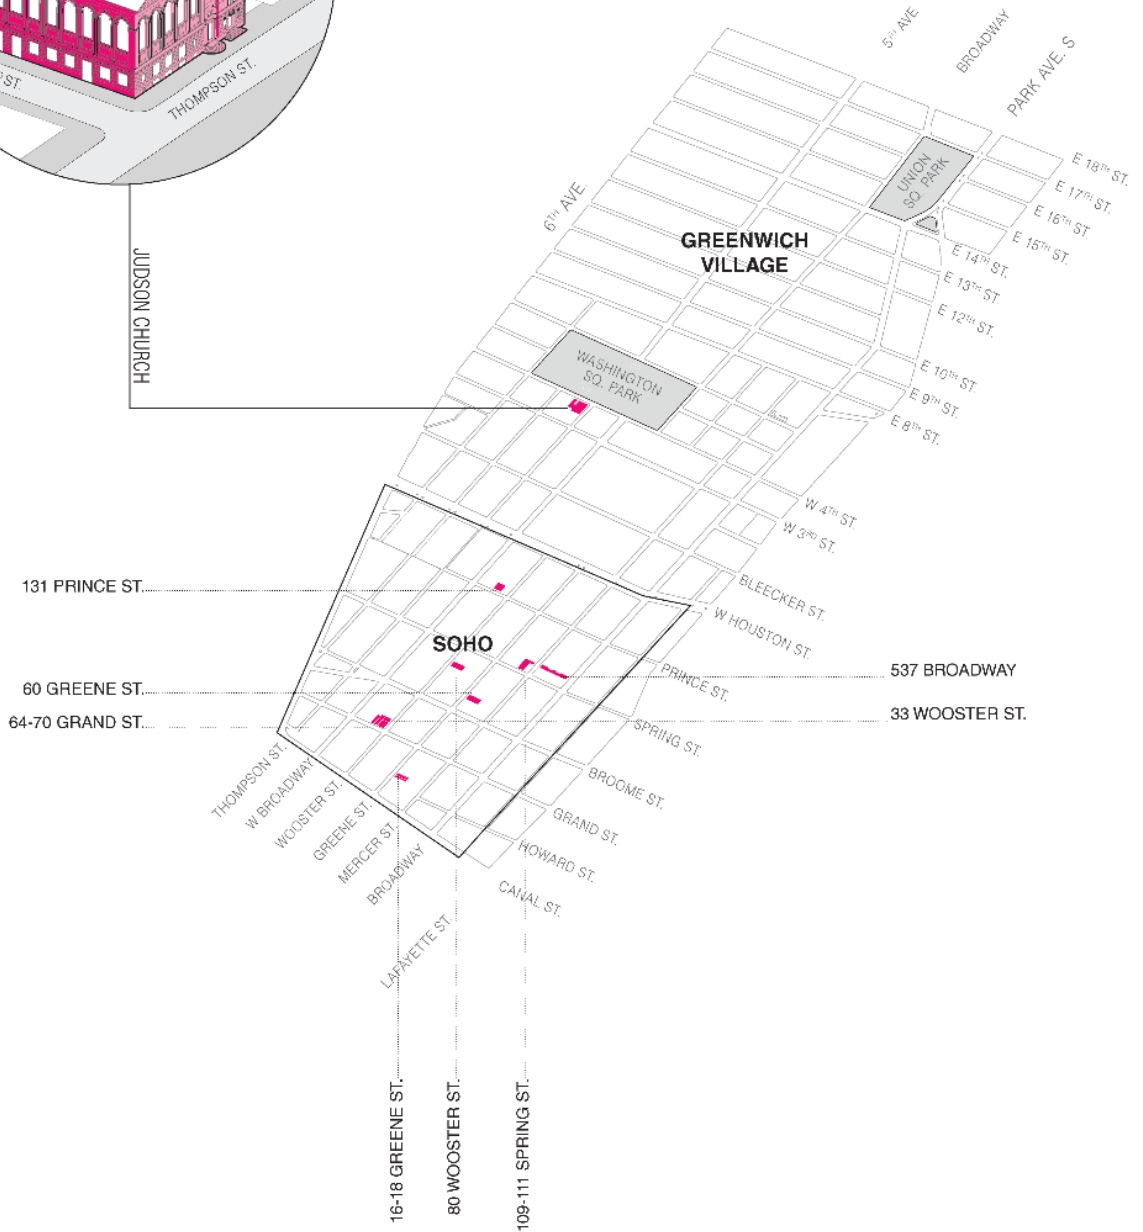 ST.
THOMPSON ST.
5TH AVE
BROADWAY
PARK AVE. S
E 18TH ST.
E 17TH ST.
E 16TH ST.
E 15TH ST.
E 14TH ST.
E 13TH ST.
E 12TH ST.
E 10TH ST.
E 9TH ST.
E 8TH ST.
UNION
SQ. PARK
6TH AVE
GREENWICH
VILLAGE
JUDSON CHURCH
WASHINGTON
SQ. PARK
W 4TH ST.
W 3RD ST.
BLEECKER ST.
W HOUSTON ST.
PRINCE ST.
SPRING ST.
BROOME ST.
GRAND ST.
HOWARD ST.
CANAL ST.
131 PRINCE ST.
SOHO
537 BROADWAY
60 GREENE ST.
33 WOOSTER ST.
64-70 GRAND ST.
THOMPSON ST.
W BROADWAY
WOOSTER ST.
GREENE ST.
MERCER ST.
BROADWAY
LAFAYETTE ST.
16-18 GREENE ST.
80 WOOSTER ST.
109-111 SPRING ST.